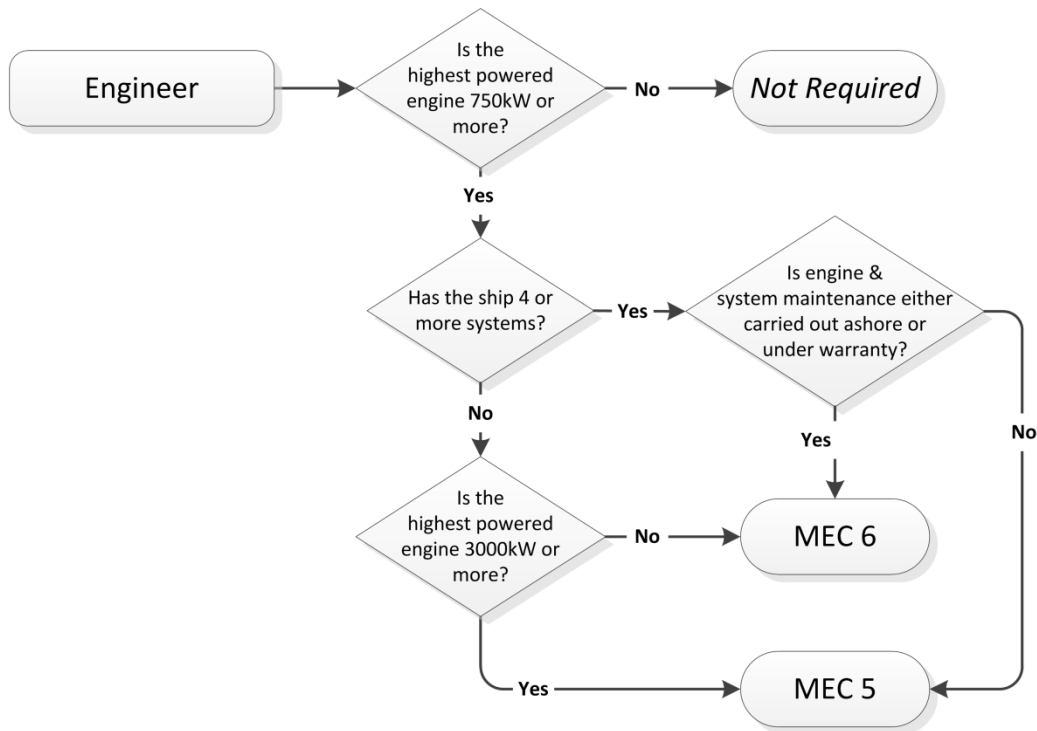 Engineer
Is the
highest powered
engine 750kW or
more?
No
Not Required
Yes
Has the ship 4 or
more systems?
Yes
Is engine &
system maintenance either
carried out ashore or
under warranty?
No
Yes
No
Is the
highest powered
engine 3000kW or
more?
No
MEC 6
Yes
MEC 5